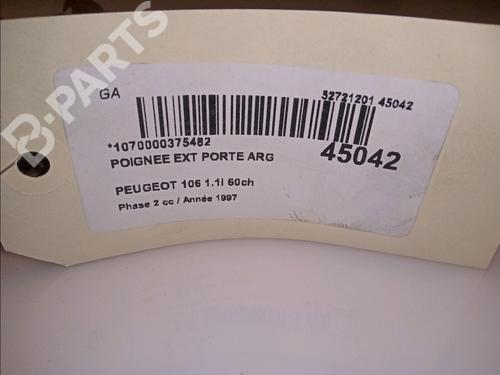 B-PARTS
GA
52721201 45042
*1070000375482
45042
POIGNEE EXT PORTE ARG
PEUGEOT 106 1.1i 60ch
Phase 2 cc / Année 1997